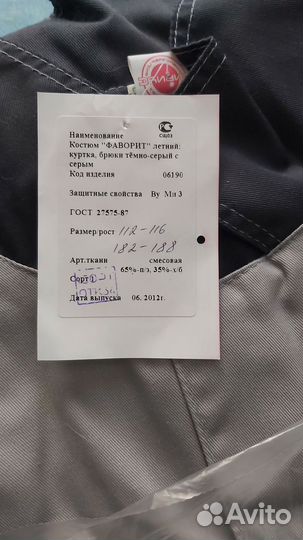 Наименование
Костюм "ФАВОРИТ" летний:
куртка, брюки тёмно-серый с
серым
Код изделия 06190
Защитные свойства Ву Ми 3
ГОСТ 27575-87
Размер/рост 112-116
182-188
Арт.ткани смесовая
65%-п/э, 35%-х/б
Сорт 1
Дата выпуска 06. 2012г.
Avito